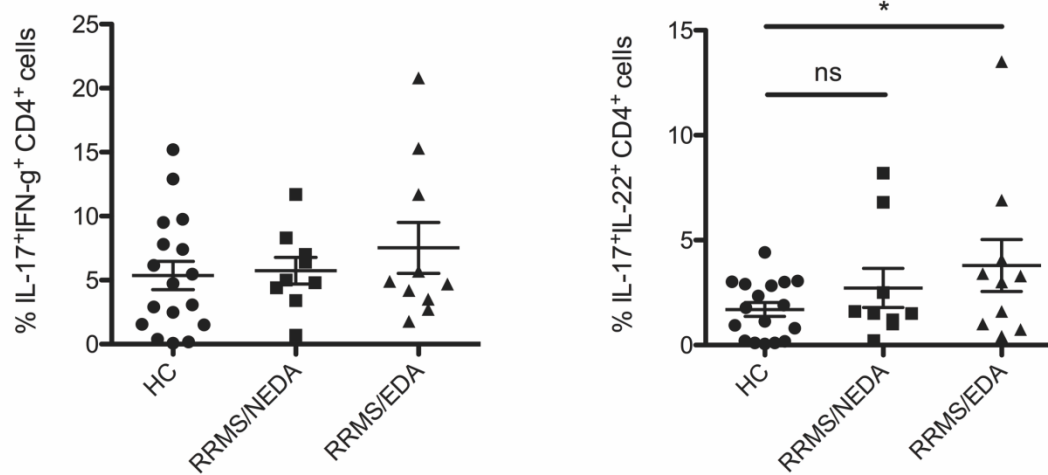 % IL-17+IFN-g+ CD4+ cells
25
20
15
10
5
0
HC
RRMS/NEDA
RRMS/EDA
% IL-17+IL-22+ CD4+ cells
15
10
5
0
*
ns
HC
RRMS/NEDA
RRMS/EDA